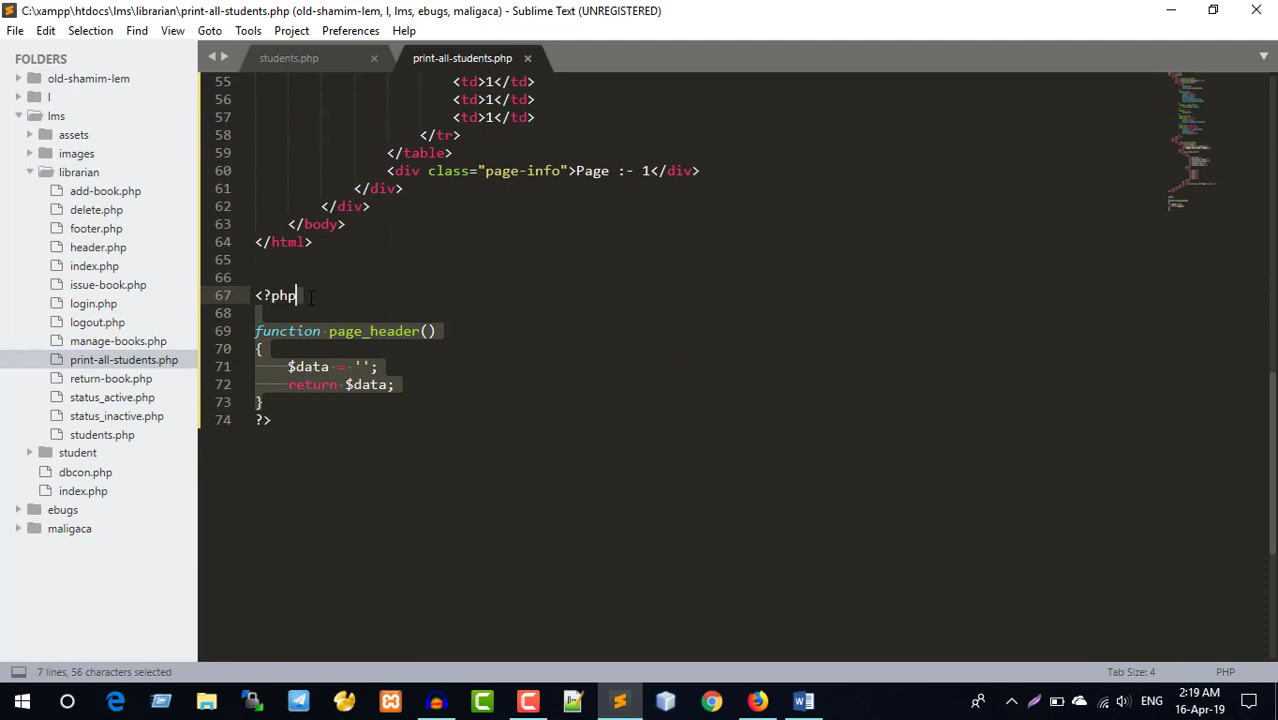 C:\xampp\htdocs\lms\librarian\print-all-students.php (old-shamim-lem, l, lms, ebugs, maligaca) - Sublime Text (UNREGISTERED)
File Edit Selection Find View Goto Tools Project Preferences Help
FOLDERS
old-shamim-lem
l
lms
assets
images
librarian
add-book.php
delete.php
footer.php
header.php
index.php
issue-book.php
login.php
logout.php
manage-books.php
print-all-students.php
return-book.php
status_active.php
status_inactive.php
students.php
student
dbcon.php
index.php
ebugs
maligaca
students.php print-all-students.php
55 <td>1</td>
56 <td>1</td>
57 <td>1</td>
58 </tr>
59 </table>
60 <div class="page-info">Page :- 1</div>
61 </div>
62 </div>
63 </body>
64 </html>
65
66
67 <?php
68
69 function page_header()
70 {
71 $data = '';
72 return $data;
73 }
74 ?>
7 lines, 56 characters selected Tab Size: 4 PHP
ENG 2:19 AM
16-Apr-19